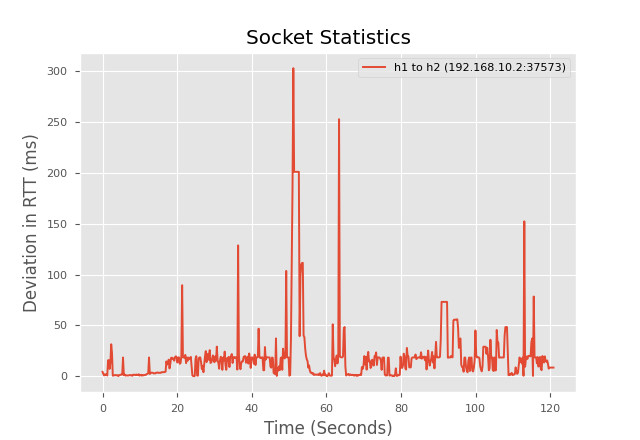 Socket Statistics
h1 to h2 (192.168.10.2:37573)
300
250
200
150
100
50
0
Deviation in RTT (ms)
0 20 40 60 80 100 120
Time (Seconds)